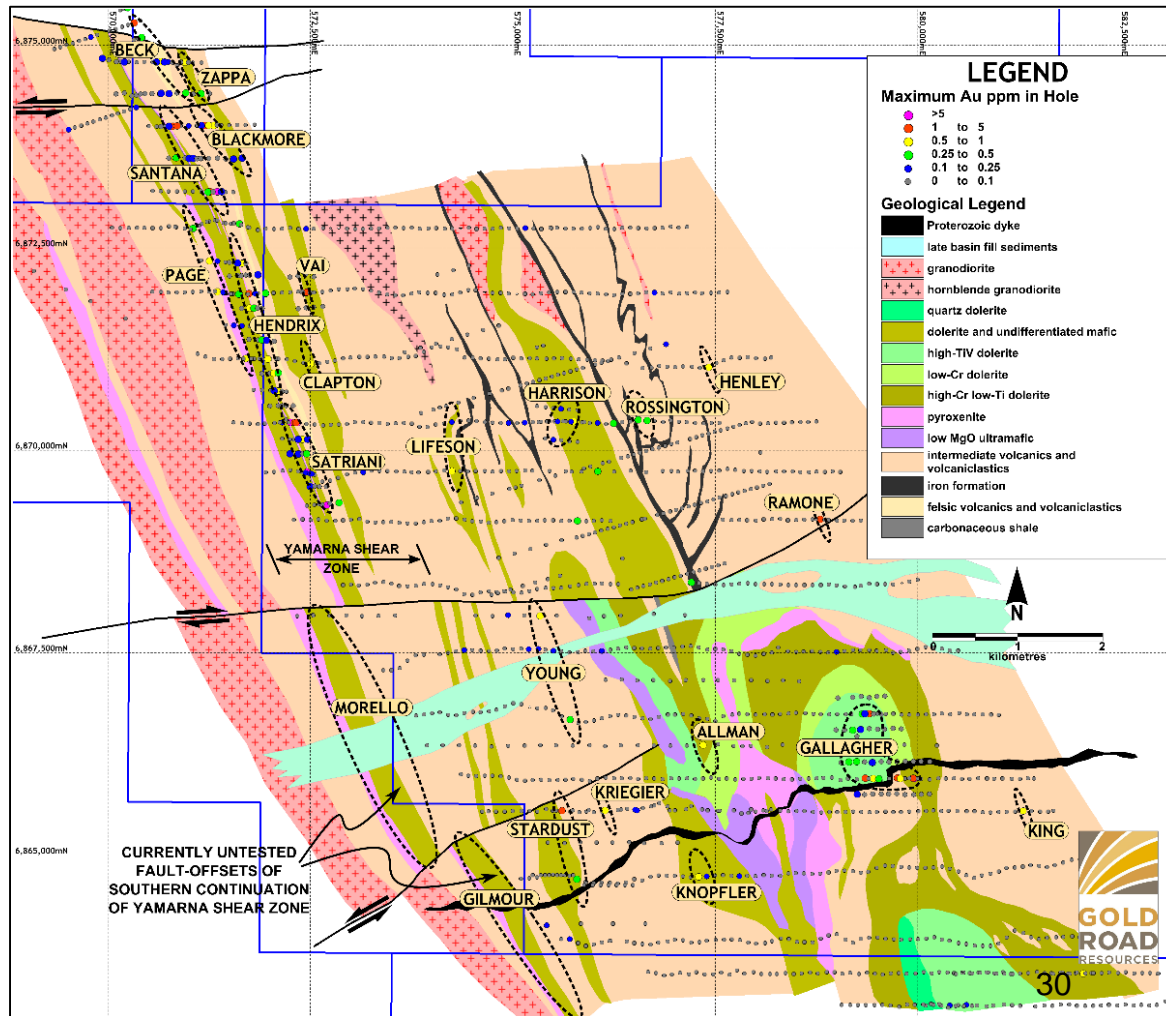 570,000mE
572,500mE
575,000mE
577,500mE
580,000mE
582,500mE
6,875,000mN
BECK
ZAPPA
BLACKMORE
SANTANA
6,872,500mN
PAGE
VAI
HENDRIX
CLAPTON
HARRISON
ROSSINGTON
HENLEY
6,870,000mN
LIFESON
SATRIANI
RAMONE
YAMARNA SHEAR
ZONE
6,867,500mN
YOUNG
MORELLO
ALLMAN
GALLAGHER
KRIEGIER
STARDUST
KING
6,865,000mN
CURRENTLY UNTESTED
FAULT-OFFSETS OF
SOUTHERN CONTINUATION
OF YAMARNA SHEAR ZONE
GILMOUR
KNOPFLER
LEGEND
Maximum Au ppm in Hole
>5
1 to 5
0.5 to 1
0.25 to 0.5
0.1 to 0.25
0 to 0.1
Geological Legend
Proterozoic dyke
late basin fill sediments
granodiorite
hornblende granodiorite
quartz dolerite
dolerite and undifferentiated mafic
high-TiV dolerite
low-Cr dolerite
high-Cr low-Ti dolerite
pyroxenite
low MgO ultramafic
intermediate volcanics and
volcaniclastics
iron formation
felsic volcanics and volcaniclastics
carbonaceous shale
N
0 1 2
kilometres
GOLD
ROAD
RESOURCES
30